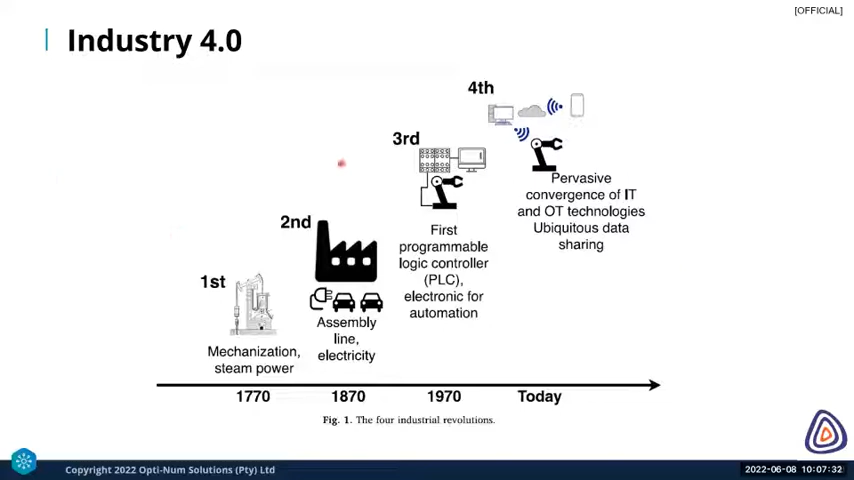 [OFFICIAL]
Industry 4.0
4th
3rd
Pervasive
convergence of IT
and OT technologies
Ubiquitous data
sharing
2nd
First
programmable
logic controller
(PLC),
electronic for
automation
1st
Assembly
line,
electricity
Mechanization,
steam power
1770
1870
1970
Today
Fig. 1. The four industrial revolutions.
Copyright 2022 Opti-Num Solutions (Pty) Ltd
2022-06-08 10:07:32